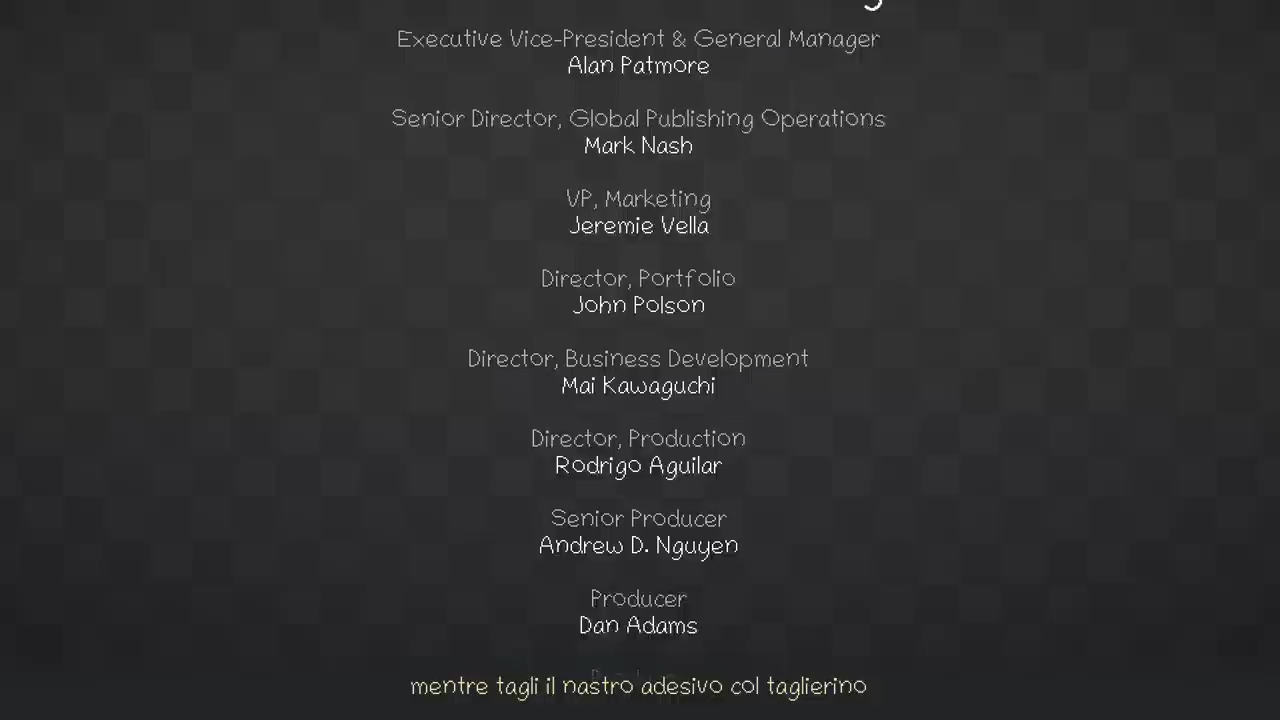 Executive Vice-President & General Manager
Alan Patmore
Senior Director, Global Publishing Operations
Mark Nash
VP, Marketing
Jeremie Vella
Director, Portfolio
John Polson
Director, Business Development
Mai Kawaguchi
Director, Production
Rodrigo Aguilar
Senior Producer
Andrew D. Nguyen
Producer
Dan Adams
mentre tagli il nastro adesivo col taglierino